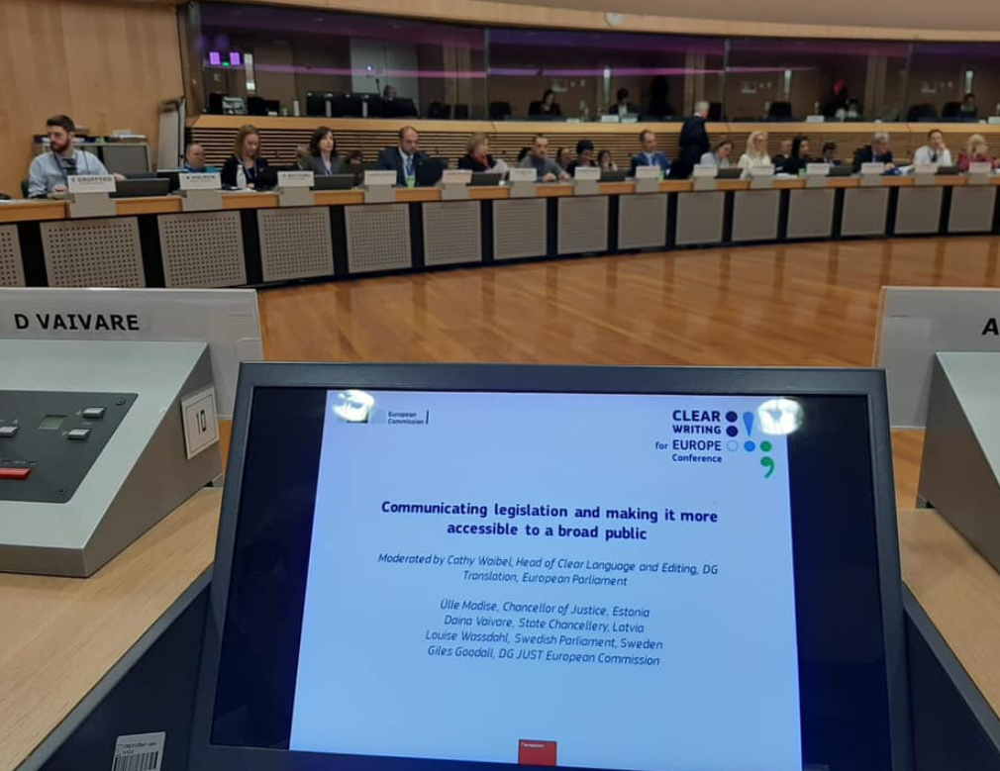 D VAIVARE
10
A
European
Commission
CLEAR
WRITING
for EUROPE
Conference
Communicating legislation and making it more
accessible to a broad public
Moderated by Cathy Waibel, Head of Clear Language and Editing, DG
Translation, European Parliament
Ülle Madise, Chancellor of Justice, Estonia
Daina Vaivare, State Chancellery, Latvia
Louise Wassdahl, Swedish Parliament, Sweden
Giles Goodall, DG JUST European Commission